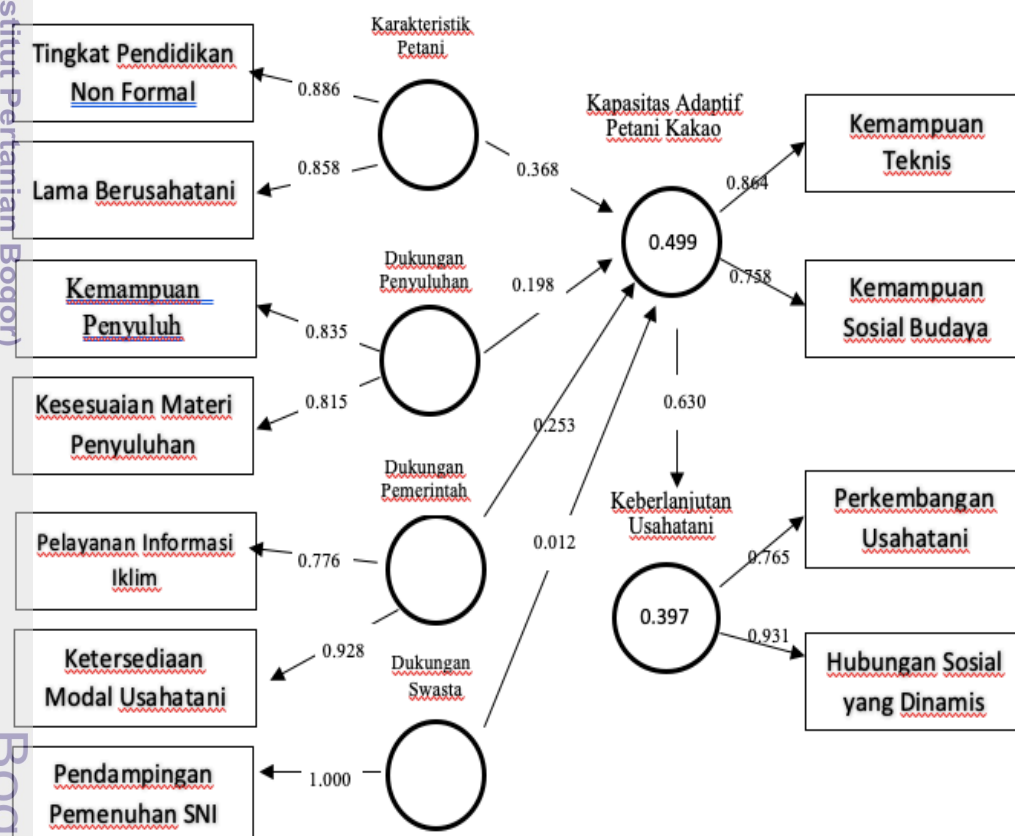 Karakteristik
Petani
Tingkat Pendidikan
Non Formal
0.886
Lama Berusahatani
0.858
0.368
Kapasitas Adaptif
Petani Kakao
0.499
Kemampuan
Teknis
0.864
Kemampuan
Sosial Budaya
0.758
Dukungan
Penyuluhan
0.198
Kemampuan
Penyuluh
0.835
Kesesuaian Materi
Penyuluhan
0.815
0.630
Dukungan
Pemerintah
0.253
Pelayanan Informasi
Iklim
0.776
Ketersediaan
Modal Usahatani
0.928
Keberlanjutan
Usahatani
0.397
Perkembangan
Usahatani
0.765
Hubungan Sosial
yang Dinamis
0.931
Dukungan
Swasta
0.012
Pendampingan
Pemenuhan SNI
1.000
stitut Pertanian Bogor)
Bog